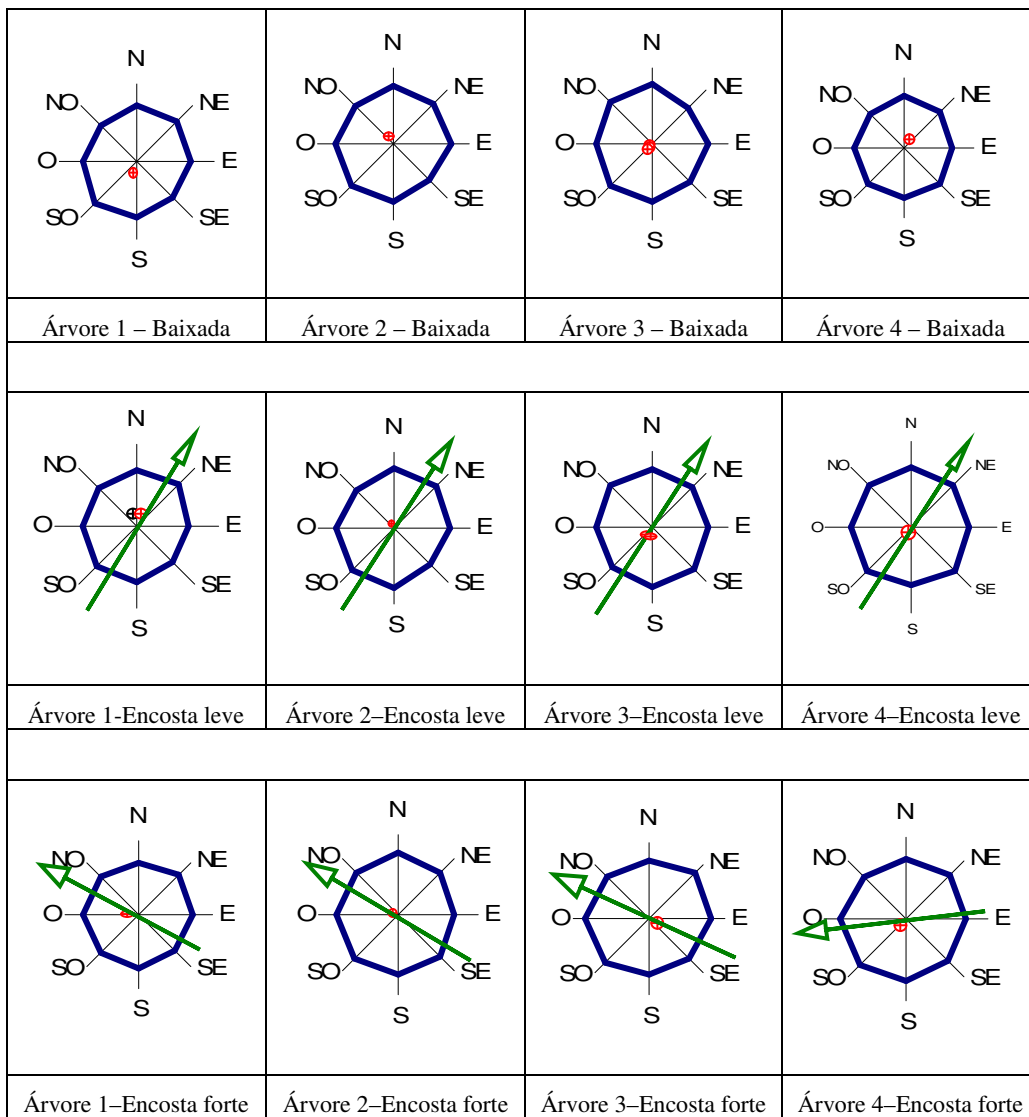 N
NO NE
O E
SO SE
S
N
NO NE
O E
SO SE
S
N
NO NE
O E
SO SE
S
N
NO NE
O E
SO SE
S
Árvore 1 – Baixada
Árvore 2 – Baixada
Árvore 3 – Baixada
Árvore 4 – Baixada
N
NO NE
O E
SO SE
S
N
NO NE
O E
SO SE
S
N
NO NE
O E
SO SE
S
N
NO NE
O E
SO SE
S
Árvore 1-Encosta leve
Árvore 2–Encosta leve
Árvore 3–Encosta leve
Árvore 4–Encosta leve
N
NO NE
O E
SO SE
S
N
NO NE
O E
SO SE
S
N
NO NE
O E
SO SE
S
N
NO NE
O E
SO SE
S
Árvore 1–Encosta forte
Árvore 2–Encosta forte
Árvore 3–Encosta forte
Árvore 4–Encosta forte